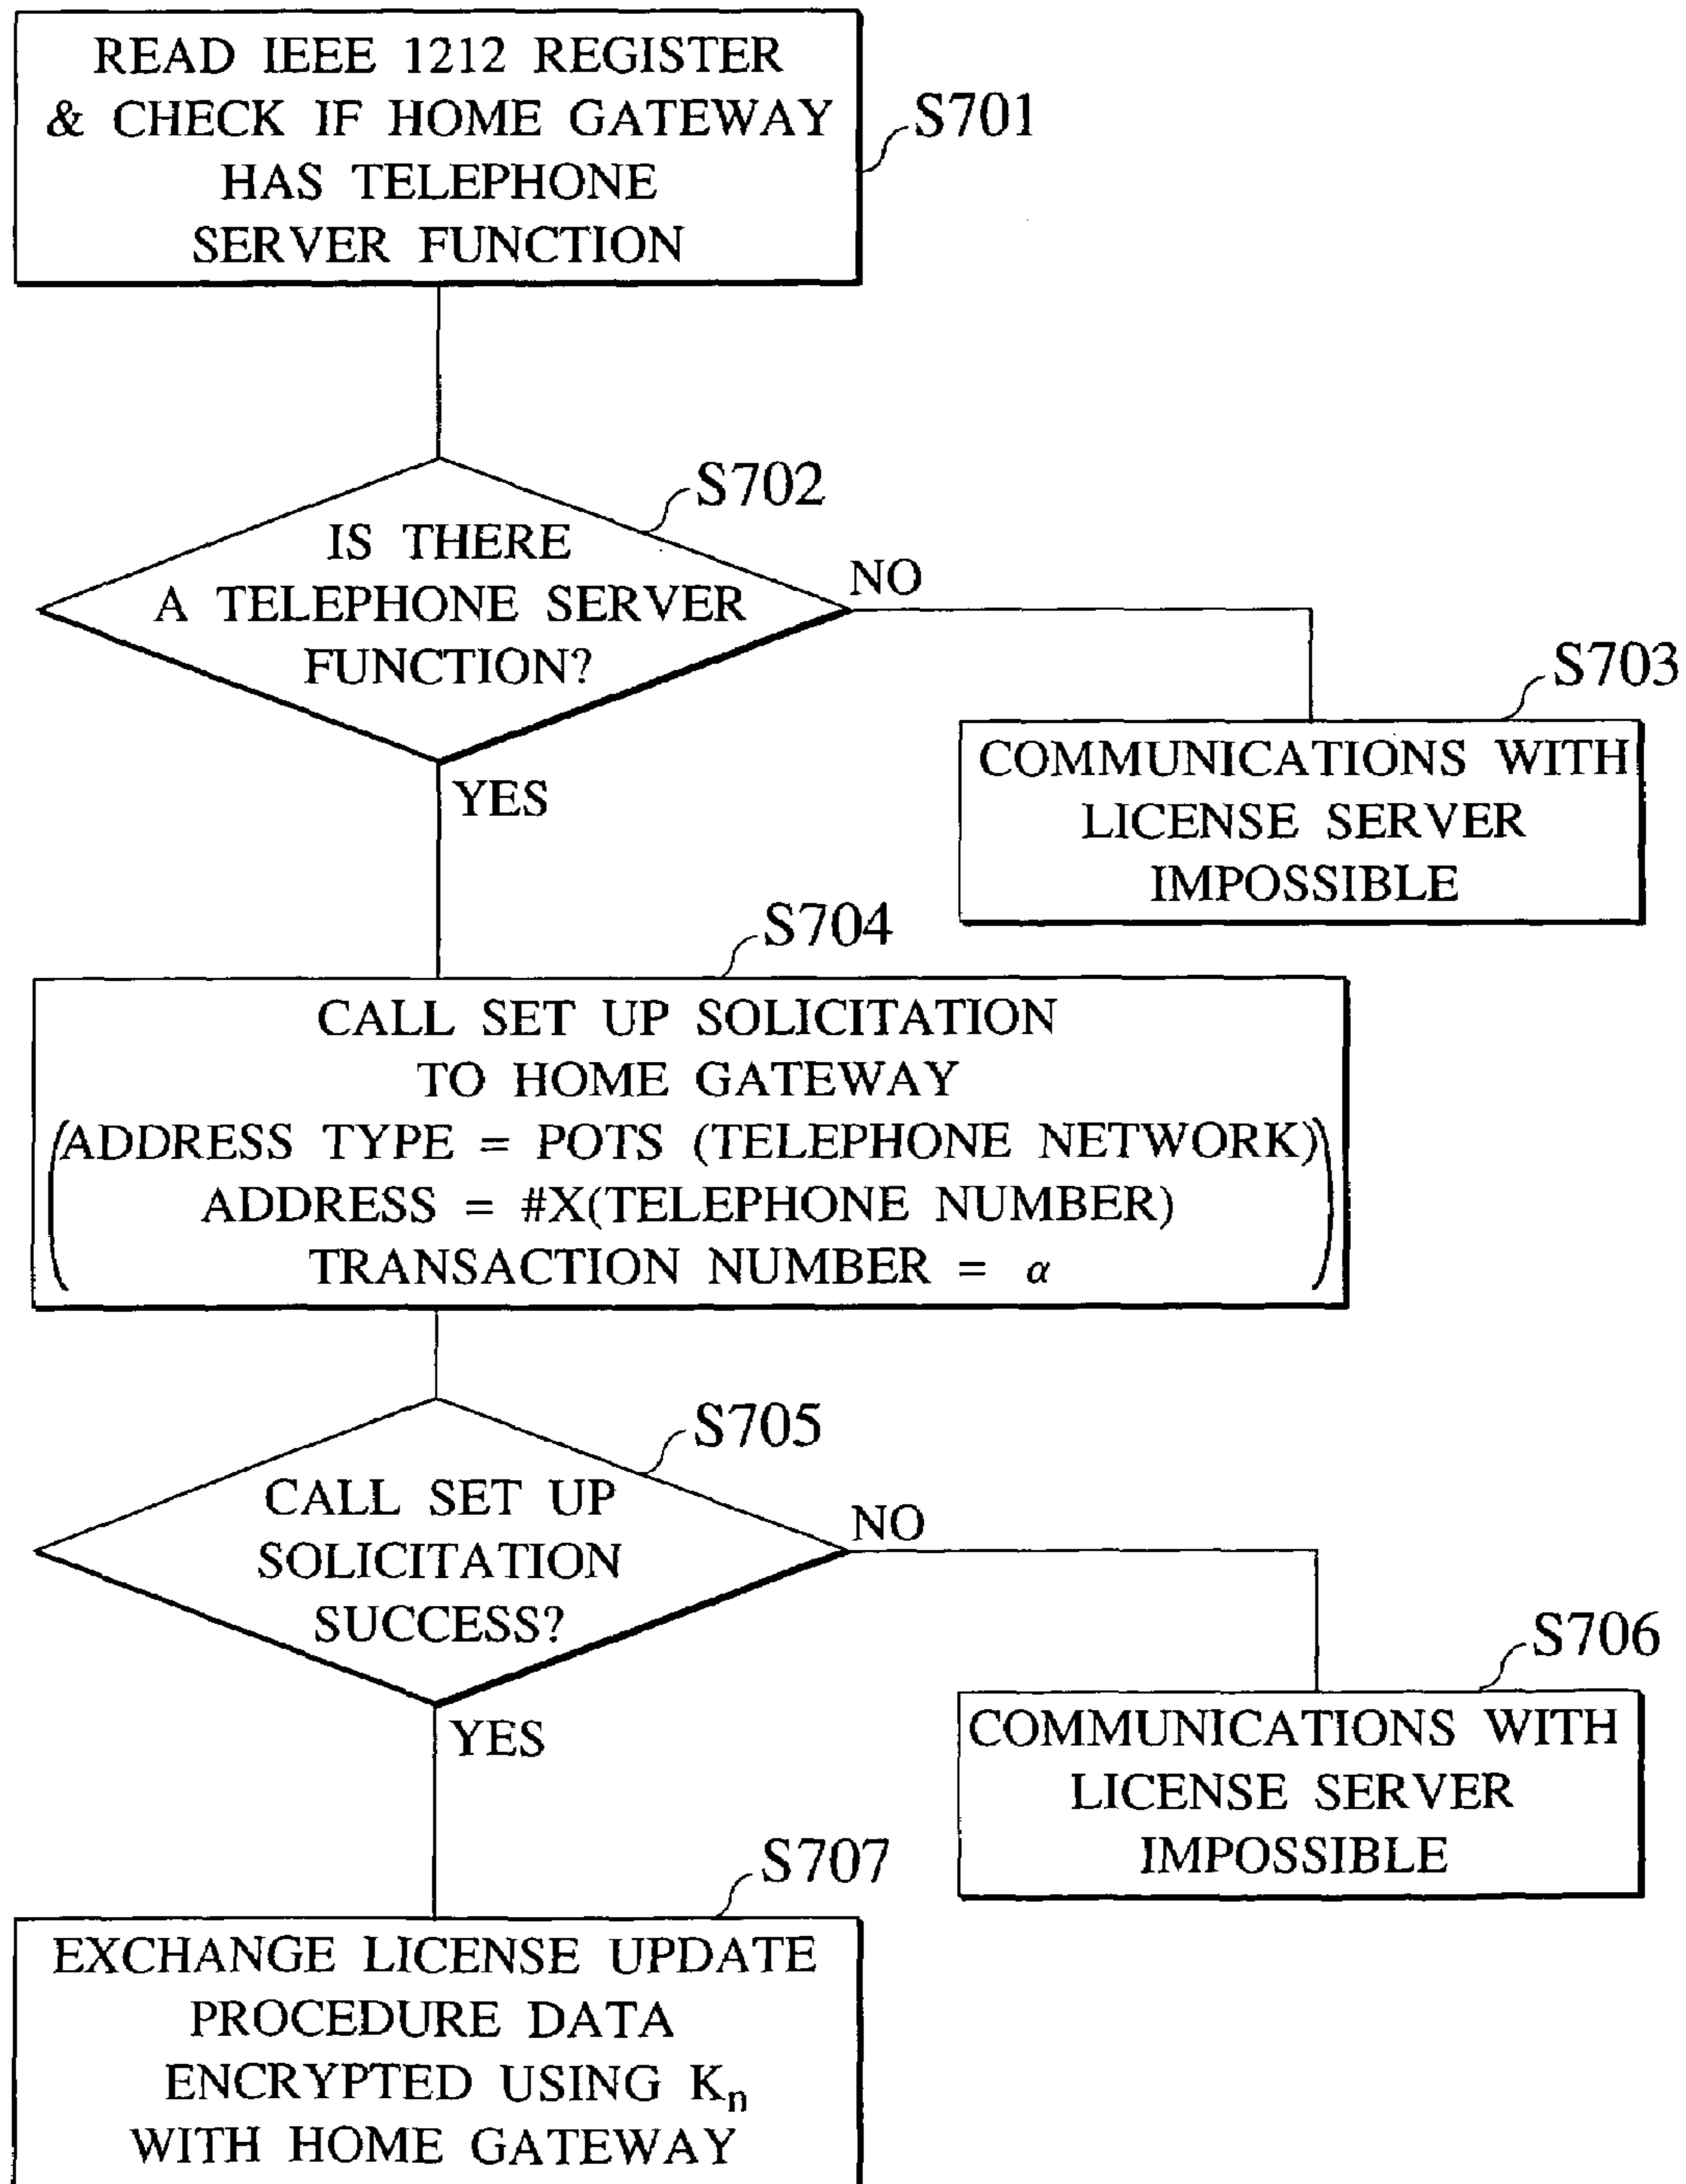 READ IEEE 1212 REGISTER
& CHECK IF HOME GATEWAY
HAS TELEPHONE
SERVER FUNCTION
S701
S702
IS THERE
A TELEPHONE SERVER
FUNCTION?
NO
YES
S703
COMMUNICATIONS WITH
LICENSE SERVER
IMPOSSIBLE
S704
CALL SET UP SOLICITATION
TO HOME GATEWAY
(ADDRESS TYPE = POTS (TELEPHONE NETWORK)
ADDRESS = #X(TELEPHONE NUMBER)
TRANSACTION NUMBER = α)
S705
CALL SET UP
SOLICITATION
SUCCESS?
NO
YES
S706
COMMUNICATIONS WITH
LICENSE SERVER
IMPOSSIBLE
S707
EXCHANGE LICENSE UPDATE
PROCEDURE DATA
ENCRYPTED USING Kₙ
WITH HOME GATEWAY